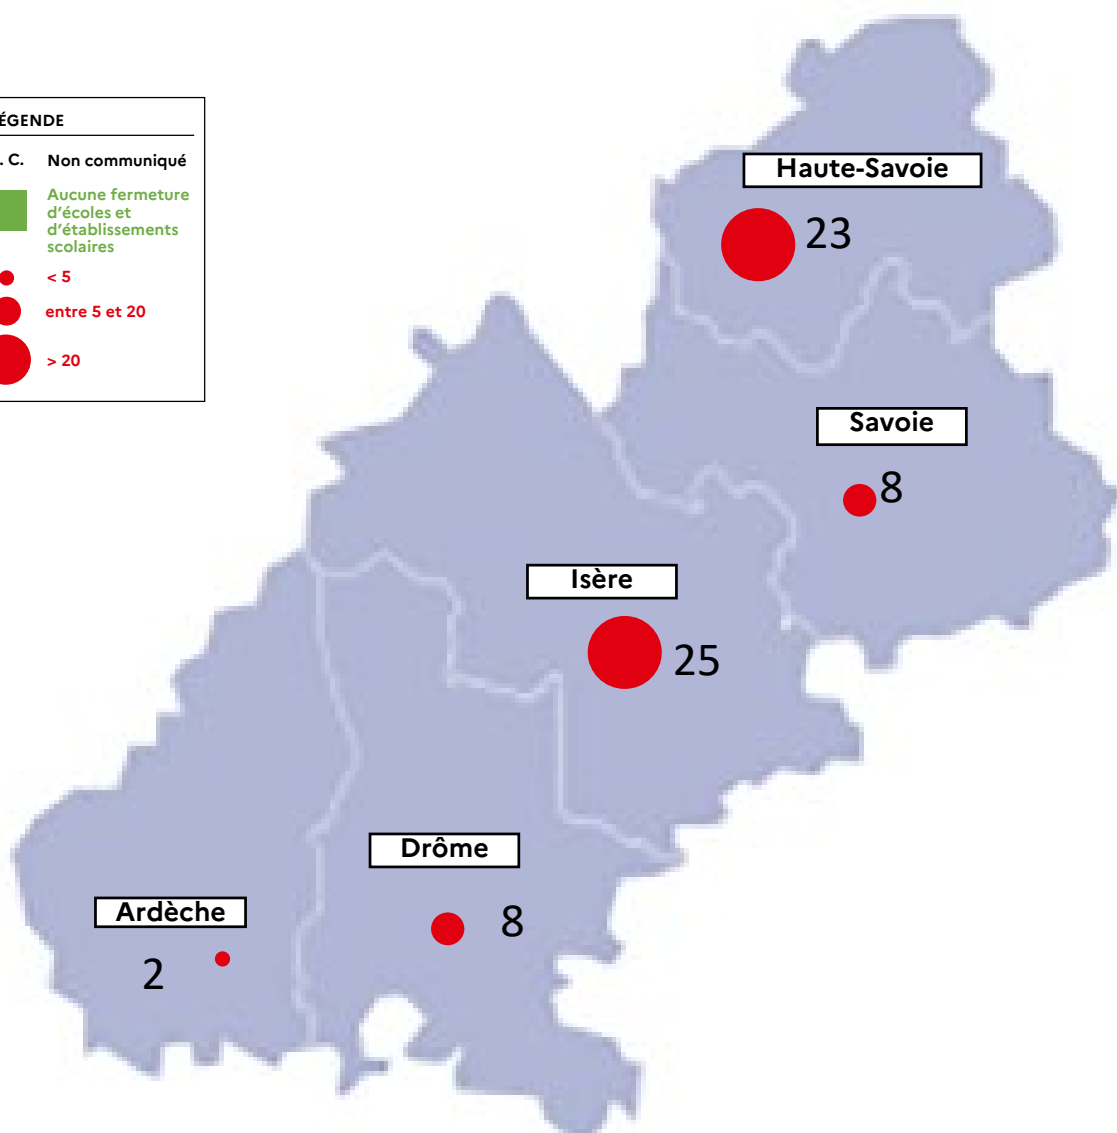 ÉGENDE
. C. Non communiqué
Aucune fermeture
d'écoles et
d'établissements
scolaires
< 5
entre 5 et 20
> 20
Haute-Savoie
23
Savoie
8
Isère
25
Drôme
8
Ardèche
2